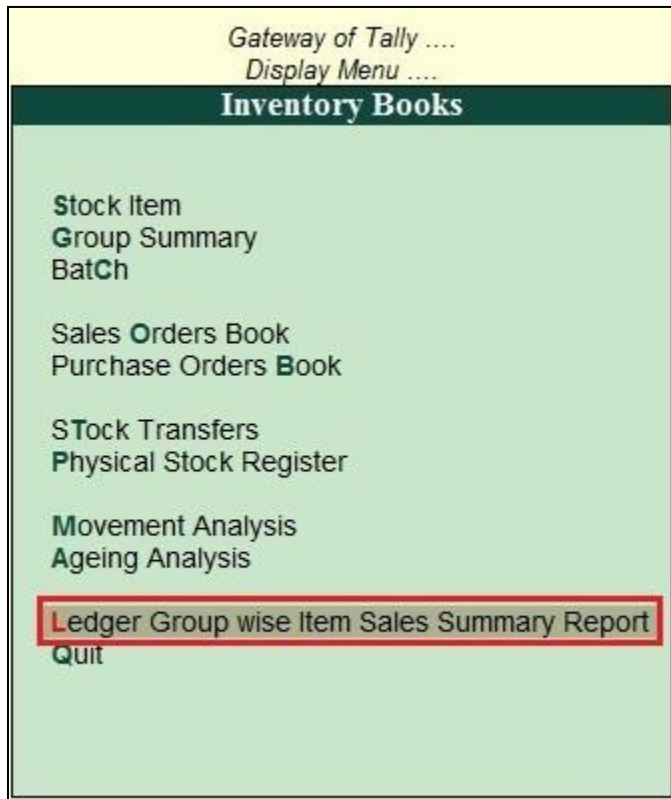 Gateway of Tally ....
Display Menu ....
Inventory Books
Stock Item
Group Summary
BatCh
Sales Orders Book
Purchase Orders Book
STock Transfers
Physical Stock Register
Movement Analysis
Ageing Analysis
Ledger Group wise Item Sales Summary Report
Quit